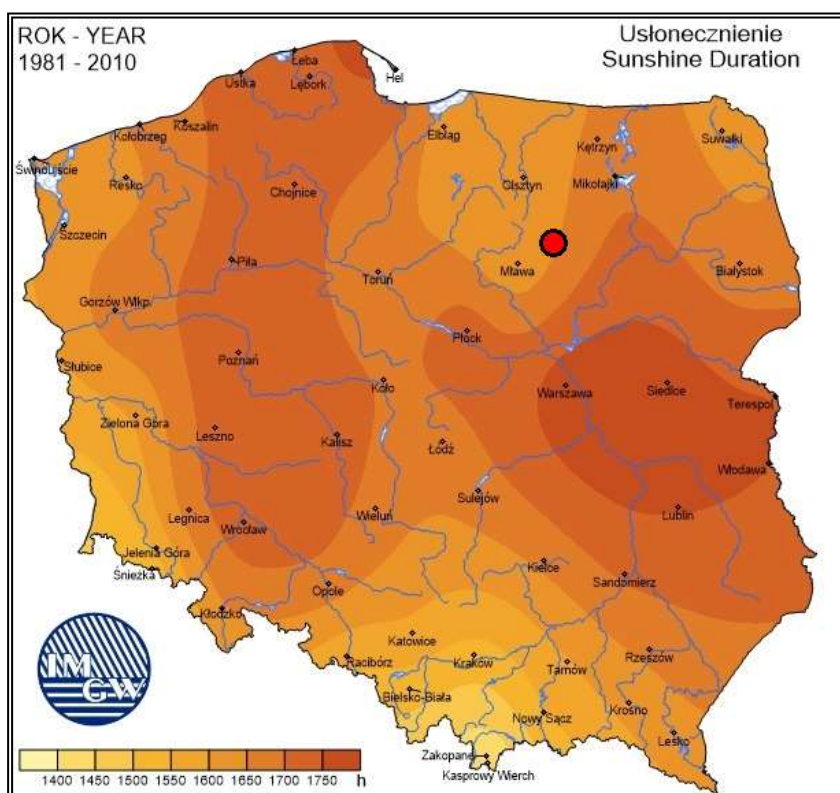 ROK - YEAR
1981 - 2010
Usłonecznienie
Sunshine Duration
Łeba
Hel
Ustka
Lębork
Koszalin
Kołobrzeg
Elbląg
Suwałki
Kętrzyn
Świnoujście
Resko
Chojnice
Olsztyn
Mikołajki
Szczecin
Piła
Toruń
Mława
Białystok
Gorzów Wlkp.
Płock
Słubice
Poznań
Koło
Warszawa
Siedlce
Terespol
Zielona Góra
Leszno
Kalisz
Łódź
Włodawa
Sulejów
Legnica
Wrocław
Wieluń
Lublin
Jelenia Góra
Śnieżka
Kielce
Opole
Sandomierz
Kłodzko
Katowice
Racibórz
Kraków
Tarnów
Rzeszów
Bielsko-Biała
Nowy Sącz
Krosno
Lesko
Zakopane
Kasprowy Wierch
IM
GW
1400 1450 1500 1550 1600 1650 1700 1750 h